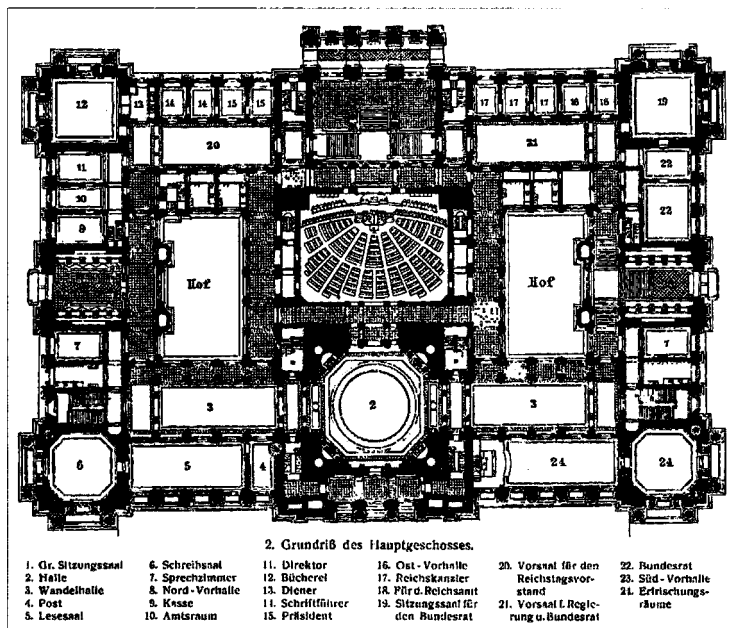 12 13 14 14 15 15 17 17 17 18 18 19
20 21
11 22
10 22
9
Hof Hof
7 7
2
3 3
6 5 4 24 24
2. Grundriß des Hauptgeschosses.
1. Gr. Sitzungssaal
2. Halle
3. Wandelhalle
4. Post
5. Lesesaal
6. Schreibsaal
7. Sprechzimmer
8. Nord-Vorhalle
9. Kasse
10. Amtsraum
11. Direktor
12. Bücherei
13. Diener
14. Schriftführer
15. Präsident
16. Ost-Vorhalle
17. Reichskanzler
18. Für d. Reichsamt
19. Sitzungssaal für
den Bundesrat
20. Vorsaal für den
Reichstagsvor-
stand
21. Vorsaal f. Regie-
rung u. Bundesrat
22. Bundesrat
23. Süd-Vorhalle
24. Erfrischungs-
räume